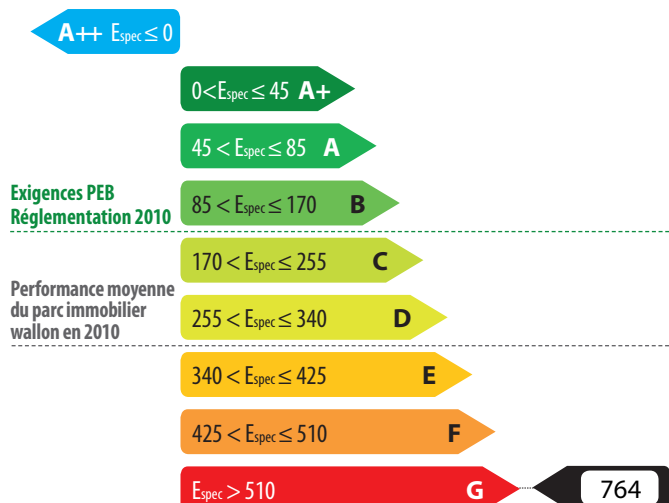 A++ Espec ≤ 0
0<Espec ≤ 45 A+
45 < Espec ≤ 85 A
Exigences PEB
Réglementation 2010
85 < Espec ≤ 170 B
170 < Espec ≤ 255 C
Performance moyenne
du parc immobilier
wallon en 2010
255 < Espec ≤ 340 D
340 < Espec ≤ 425 E
425 < Espec ≤ 510 F
Espec > 510 G 764